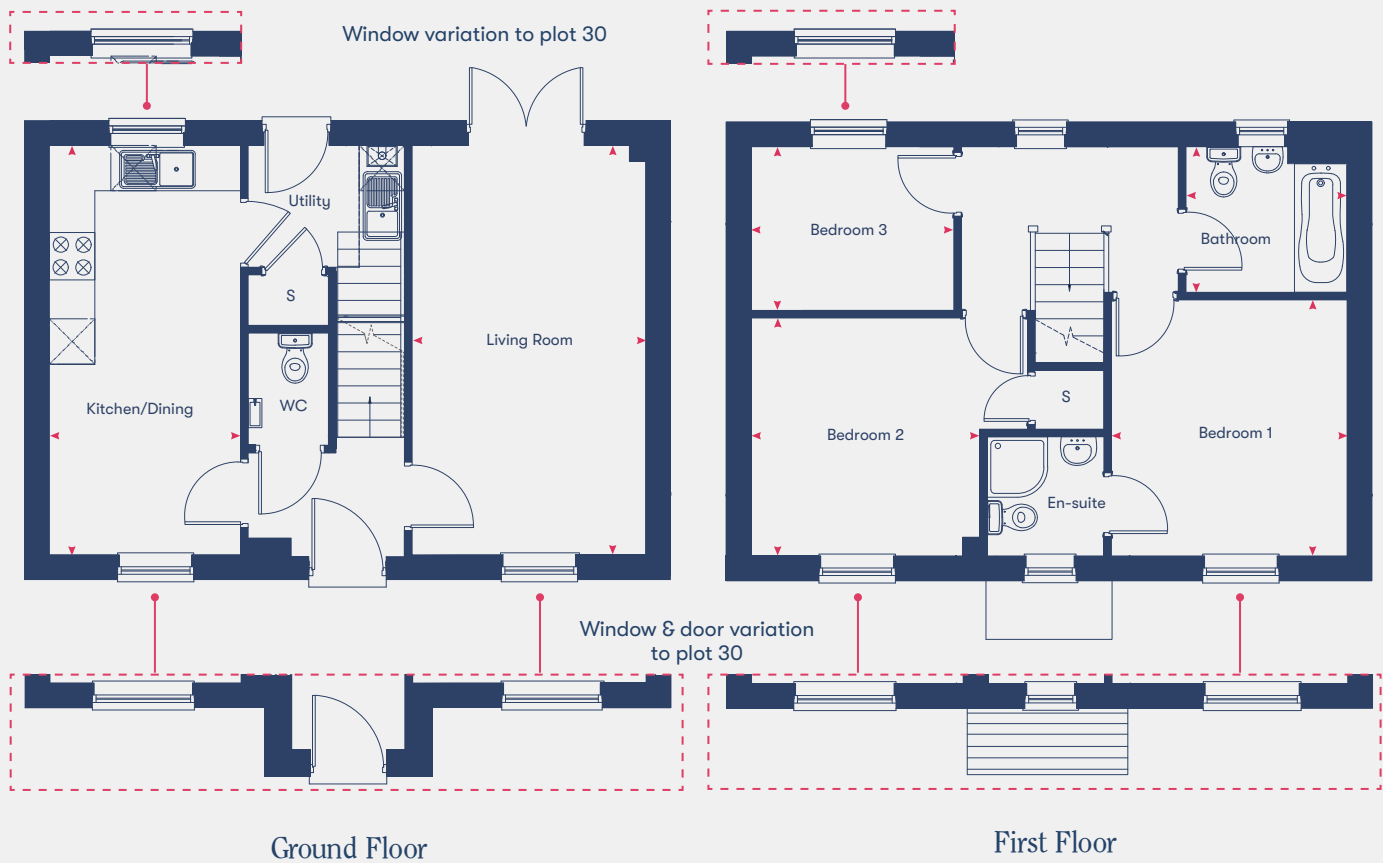 Window variation to plot 30
Utility
S
Living Room
WC
Kitchen/Dining
Bedroom 3
Bathroom
S
Bedroom 2
Bedroom 1
En-suite
Window & door variation
to plot 30
Ground Floor
First Floor